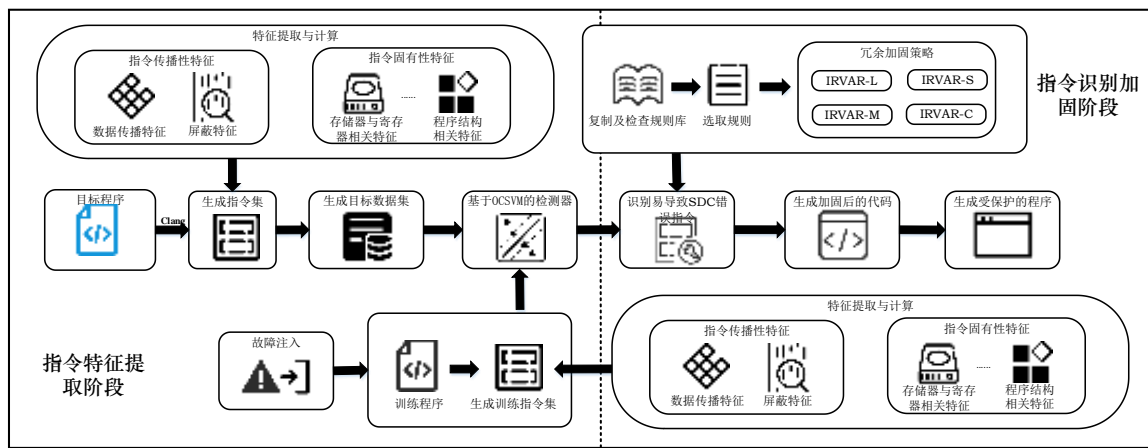 特征提取与计算
指令传播性特征
数据传播特征
屏蔽特征
指令固有性特征
......
存储器与寄存
器相关特征
程序结构
相关特征
复制及检查规则库
选取规则
冗余加固策略
IRVAR-L
IRVAR-S
IRVAR-M
IRVAR-C
指令识别加
固阶段
目标程序
Clang
生成指令集
生成目标数据集
基于OCSVM的检测器
识别易导致SDC错
误指令
生成加固后的代码
生成受保护的程序
指令特征提
取阶段
故障注入
训练程序
生成训练指令集
特征提取与计算
指令传播性特征
数据传播特征
屏蔽特征
指令固有性特征
......
存储器与寄存
器相关特征
程序结构
相关特征